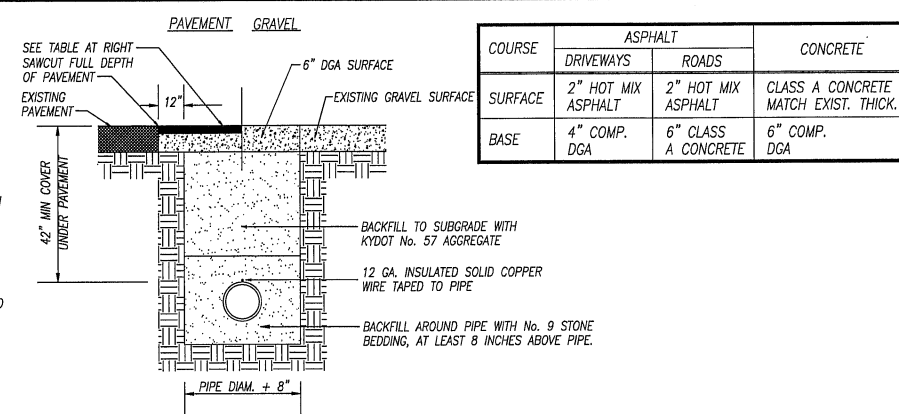 PAVEMENT GRAVEL
SEE TABLE AT RIGHT
SAWCUT FULL DEPTH
OF PAVEMENT
EXISTING
PAVEMENT
12"
6" DGA SURFACE
EXISTING GRAVEL SURFACE
42" MIN COVER
UNDER PAVEMENT
BACKFILL TO SUBGRADE WITH
KYDOT No. 57 AGGREGATE
12 GA. INSULATED SOLID COPPER
WIRE TAPED TO PIPE
BACKFILL AROUND PIPE WITH No. 9 STONE
BEDDING, AT LEAST 8 INCHES ABOVE PIPE.
PIPE DIAM. + 8"
COURSE ASPHALT CONCRETE
DRIVEWAYS ROADS
SURFACE 2" HOT MIX 2" HOT MIX CLASS A CONCRETE
ASPHALT ASPHALT MATCH EXIST. THICK.
BASE 4" COMP. 6" CLASS 6" COMP.
DGA A CONCRETE DGA